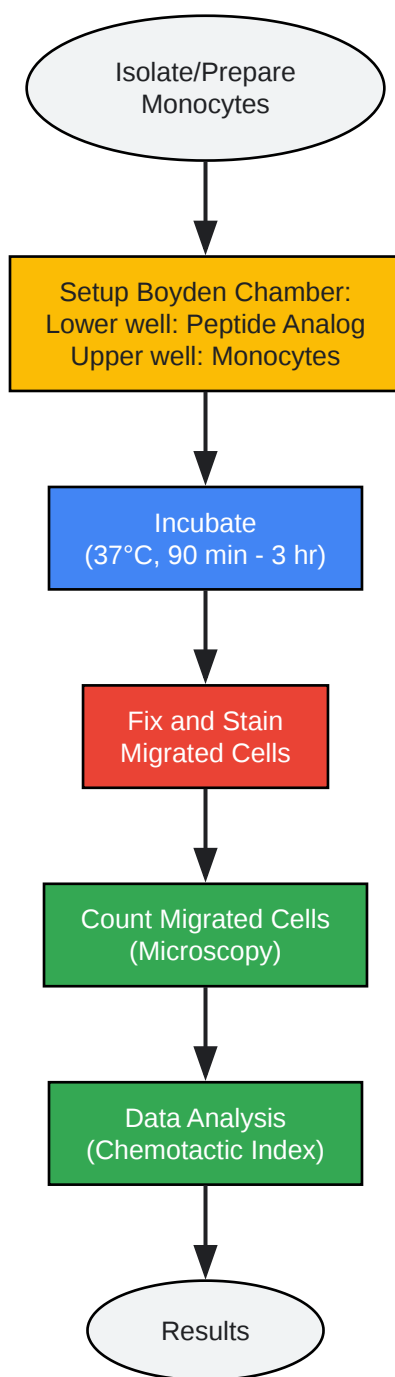 Isolate/Prepare
Monocytes
Setup Boyden Chamber:
Lower well: Peptide Analog
Upper well: Monocytes
Incubate
(37°C, 90 min - 3 hr)
Fix and Stain
Migrated Cells
Count Migrated Cells
(Microscopy)
Data Analysis
(Chemotactic Index)
Results